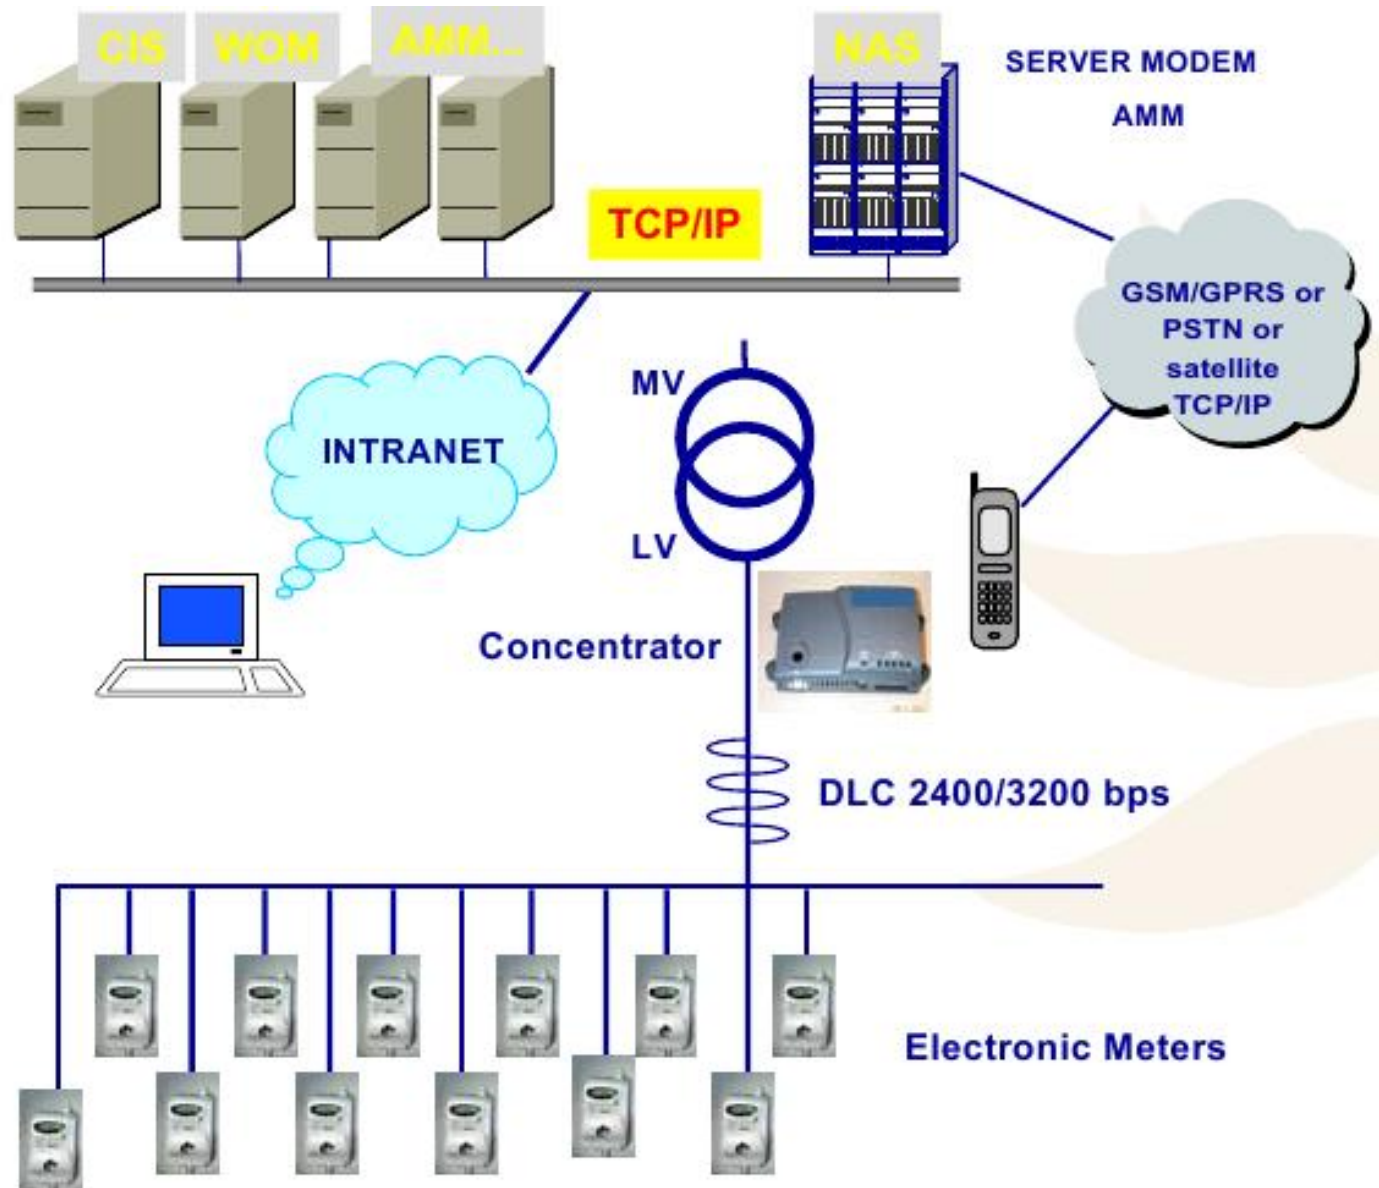 CIS
WOM
AMM...
NAS
SERVER MODEM
AMM
TCP/IP
GSM/GPRS or
PSTN or
satellite
TCP/IP
INTRANET
MV
LV
Concentrator
DLC 2400/3200 bps
Electronic Meters